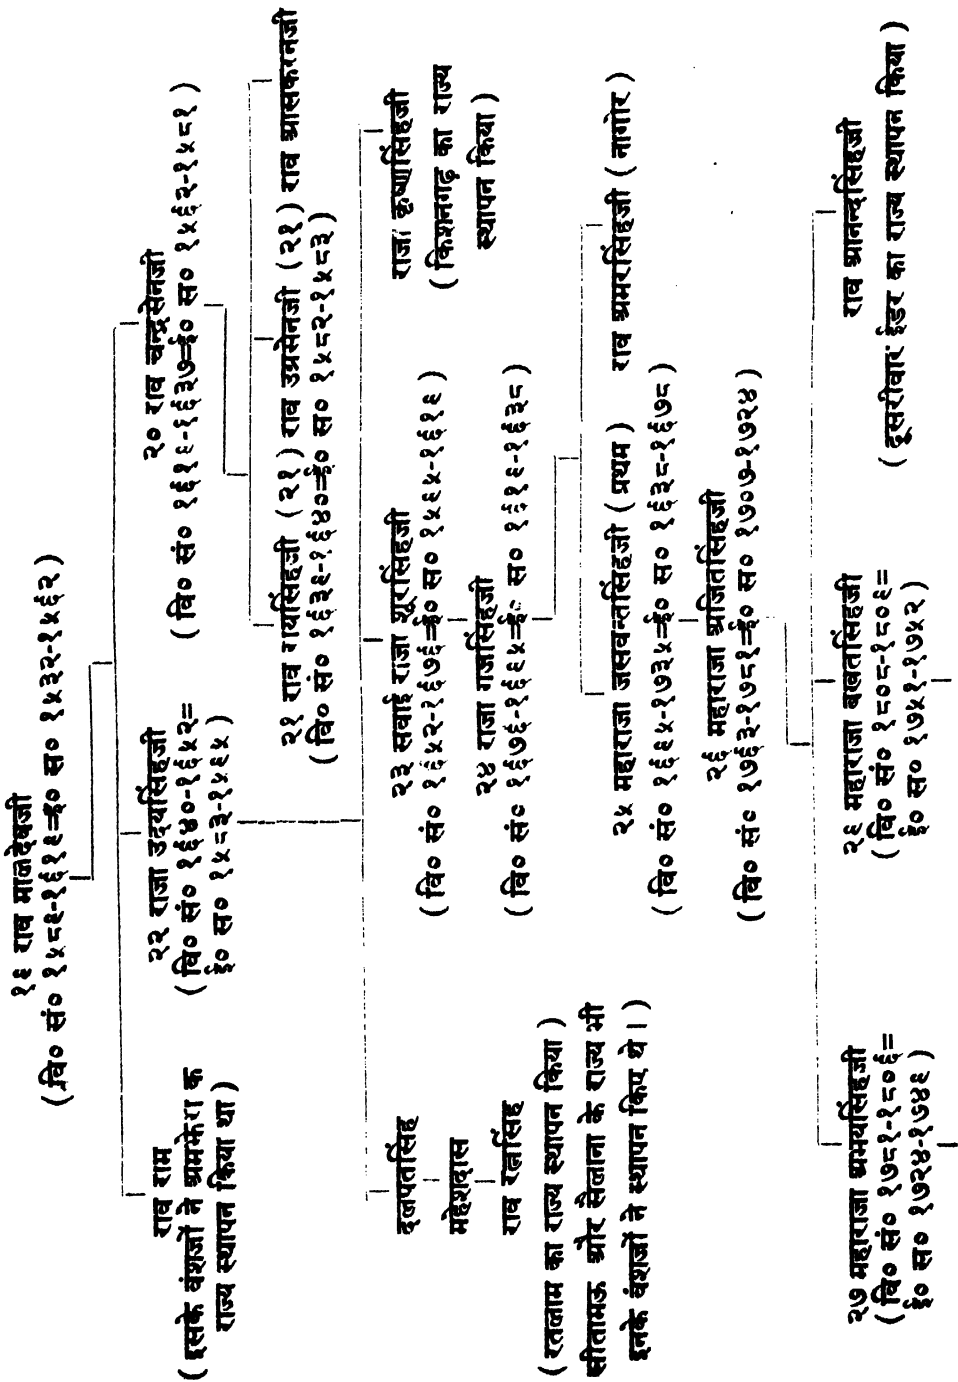 १९ राव मालदेवजी
(वि० सं० १५८९-१६१९=ई० स० १५३२-१५६२)
राव राम
(इसके वंशजों ने अमझेरा क
राज्य स्थापन किया था)
२२ राजा उदयसिंहजी
(वि० सं० १६४०-१६५२=
ई० स० १५८३-१५९५)
२० राव चन्द्रसेनजी
(वि० सं० १६१९-१६३७=ई० स० १५६२-१५८१)
२१ राव रायसिंहजी (२१) राव उग्रसेनजी (२१) राव आसकरनजी
(वि० सं० १६३९-१६४०=ई० स० १५८२-१५८३)
दलपतसिंह
महेशदास
राव रत्नसिंह
(रतलाम का राज्य स्थापन किया)
सीतामऊ और सैलाना के राज्य भी
इनके वंशजों ने स्थापन किए थे।)
२३ सवाई राजा शूरसिंहजी
(वि० सं० १६५२-१६७६=ई० स० १५९५-१६१९)
२४ राजा गजसिंहजी
(वि० सं० १६७६-१६९५=ई० स० १६१९-१६३८)
राजा कृष्णसिंहजी
(किशनगढ़ का राज्य
स्थापन किया)
२५ महाराजा जसवन्तसिंहजी (प्रथम)
(वि० सं० १६९५-१७३५=ई० स० १६३८-१६७८)
राव अमरसिंहजी (नागोर)
२६ महाराजा अजितसिंहजी
(वि० सं० १७६३-१७८१=ई० स० १७०७-१७२४)
२७ महाराजा अभयसिंहजी
(वि० सं० १७८१-१८०६=
ई० स० १७२४-१७४९)
२९ महाराजा बखतसिंहजी
(वि० सं० १८०८-१८०९=
ई० स० १७५१-१७५२)
राव आनन्दसिंहजी
(दूसरीवार ईडर का राज्य स्थापन किया)